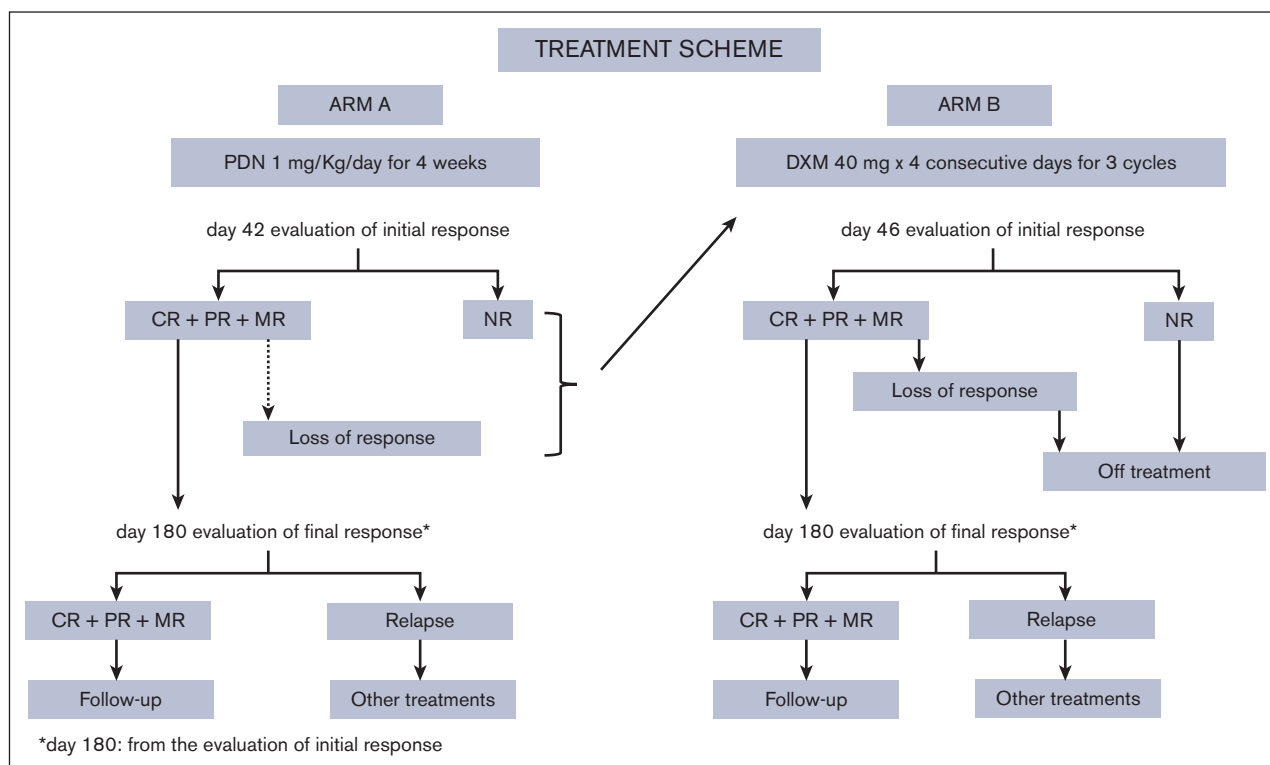 TREATMENT SCHEME
ARM A
PDN 1 mg/Kg/day for 4 weeks
day 42 evaluation of initial response
CR + PR + MR
NR
Loss of response
day 180 evaluation of final response*
CR + PR + MR
Relapse
Follow-up
Other treatments
ARM B
DXM 40 mg x 4 consecutive days for 3 cycles
day 46 evaluation of initial response
CR + PR + MR
NR
Loss of response
Off treatment
day 180 evaluation of final response*
CR + PR + MR
Relapse
Follow-up
Other treatments
*day 180: from the evaluation of initial response